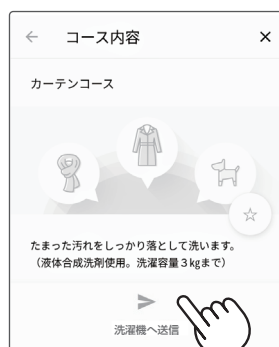 コース内容
カーテンコース
たまった汚れをしっかり落として洗います。
（液体合成洗剤使用。洗濯容量3kgまで）
洗濯機へ送信